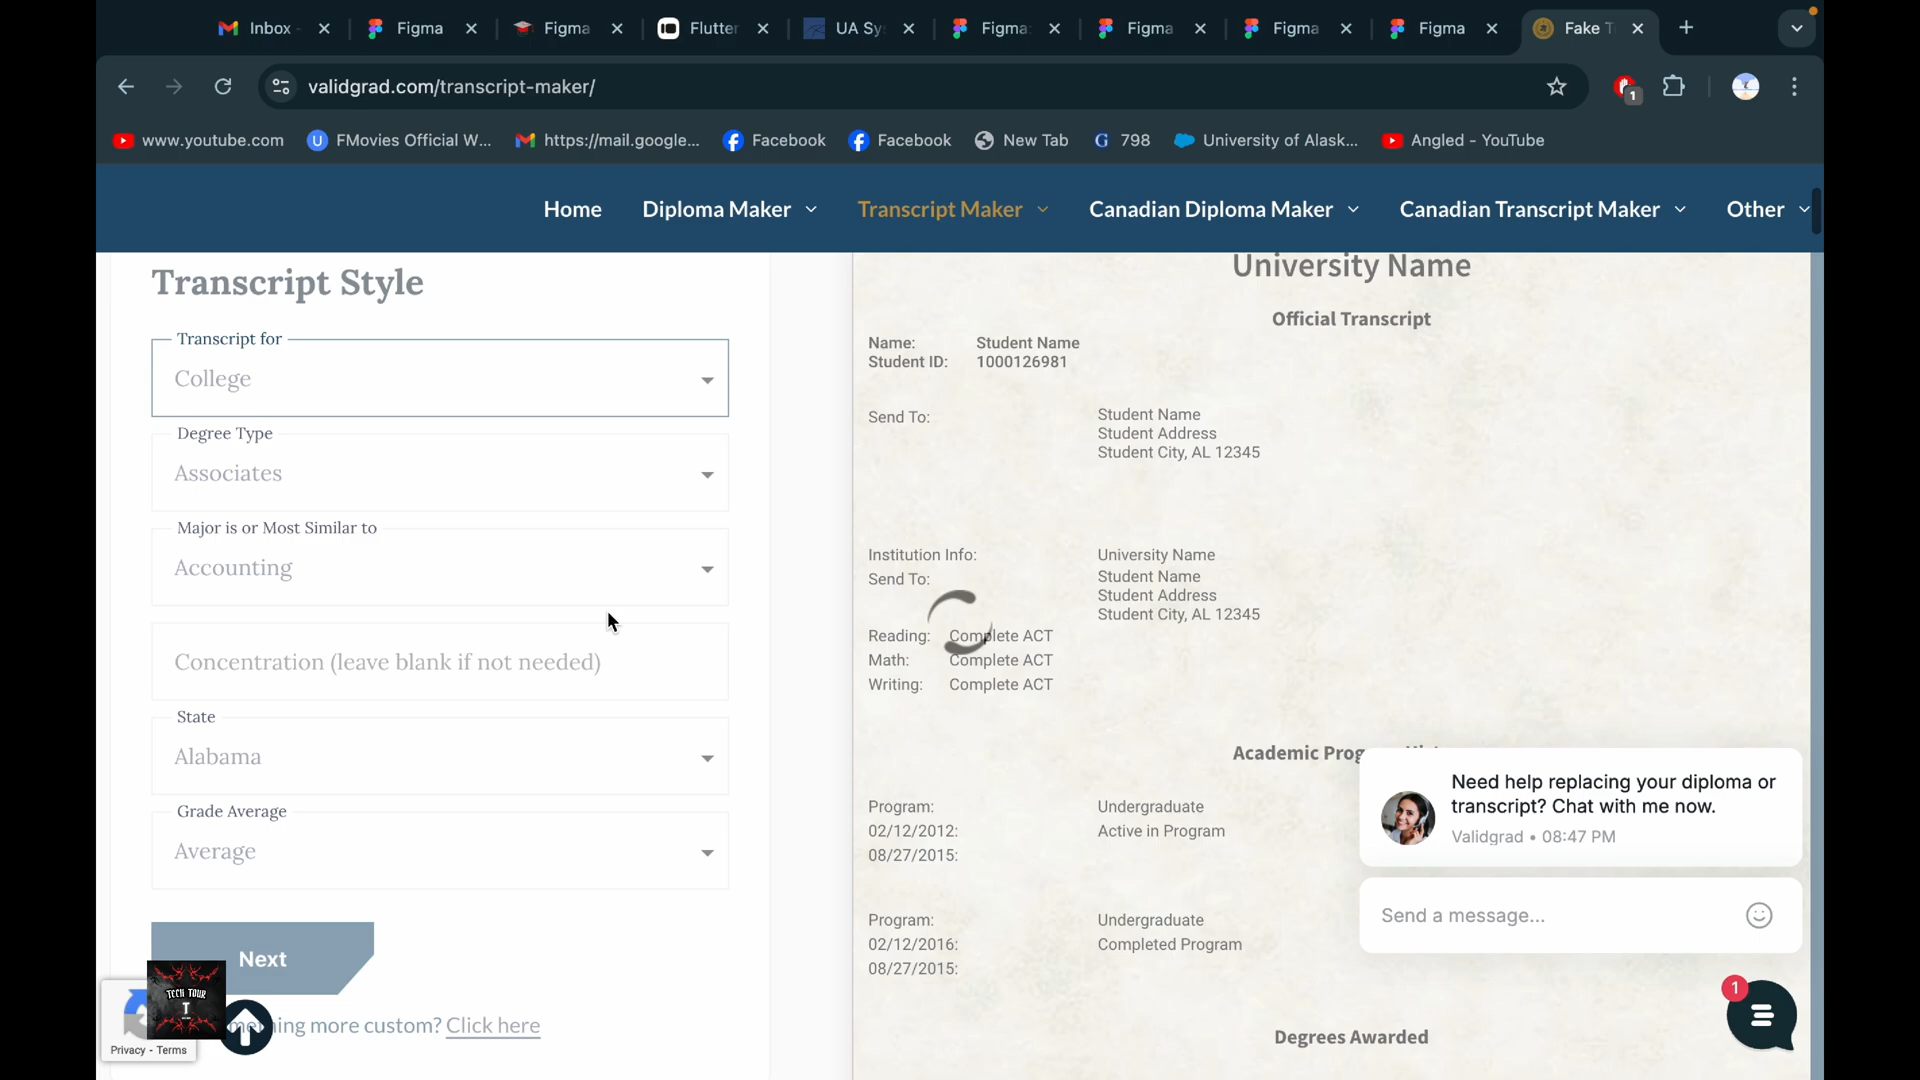 Inbox
Figma
Figma
Flutter
UA Sy
Figma:
Figma
Figma
Figma
Fake T
validgrad.com/transcript-maker/
1
www.youtube.com
U FMovies Official W...
https://mail.google...
Facebook
Facebook
New Tab
G 798
University of Alask...
Angled - YouTube
Home
Diploma Maker
Transcript Maker
Canadian Diploma Maker
Canadian Transcript Maker
Other
Transcript Style
Transcript for
College
Degree Type
Associates
Major is or Most Similar to
Accounting
Concentration (leave blank if not needed)
State
Alabama
Grade Average
Average
Next
TECH TOUR
T
more custom? Click here
Privacy - Terms
University Name
Official Transcript
Name: Student Name
Student ID: 1000126981
Send To: Student Name
Student Address
Student City, AL 12345
Institution Info: University Name
Send To: Student Name
Student Address
Student City, AL 12345
Reading: Complete ACT
Math: Complete ACT
Writing: Complete ACT
Academic
Program: Undergraduate
02/12/2012: Active in Program
08/27/2015:
Program: Undergraduate
02/12/2016: Completed Program
08/27/2015:
Degrees Awarded
Need help replacing your diploma or
transcript? Chat with me now.
Validgrad • 08:47 PM
Send a message...
1